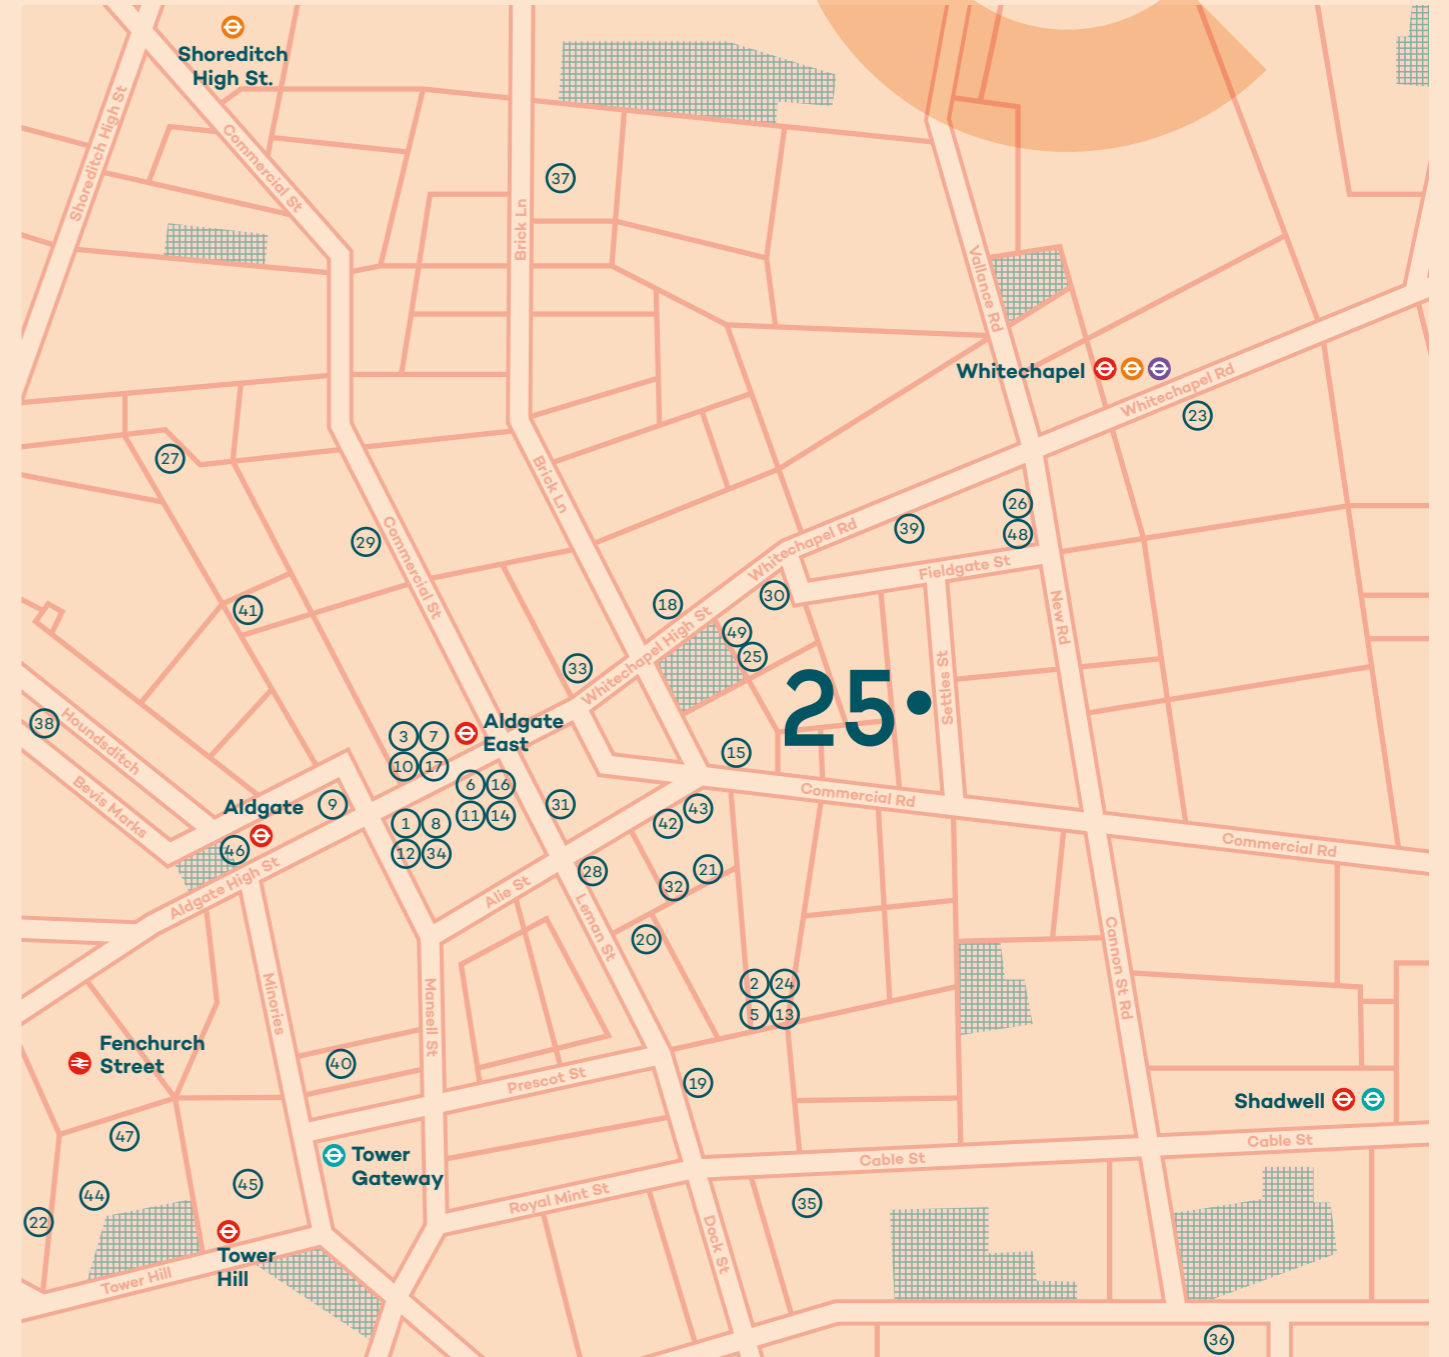 Shoreditch
High St.
Shoreditch High St
Commercial St
37
Brick Ln
Vallance Rd
Whitechapel
Whitechapel Rd
23
27
Brick Ln
29
Commercial St
26
48
39
Whitechapel Rd
Fieldgate St
41
18
30
New Rd
49
25
Whitechapel High St
33
Settles St
25•
38
Houndsditch
Bevis Marks
3
7
Aldgate
East
10
17
15
6
16
Commercial Rd
Aldgate
9
31
43
42
11
14
1
8
12
34
46
Aldgate High St
Commercial Rd
28
21
32
Alie St
Leman St
20
Minories
Mansell St
2
24
5
13
Cannon St Rd
Fenchurch
Street
40
Prescot St
19
Shadwell
47
Tower
Gateway
Cable St
Cable St
45
44
22
Royal Mint St
35
Tower
Hill
Tower Hill
Dock St
36